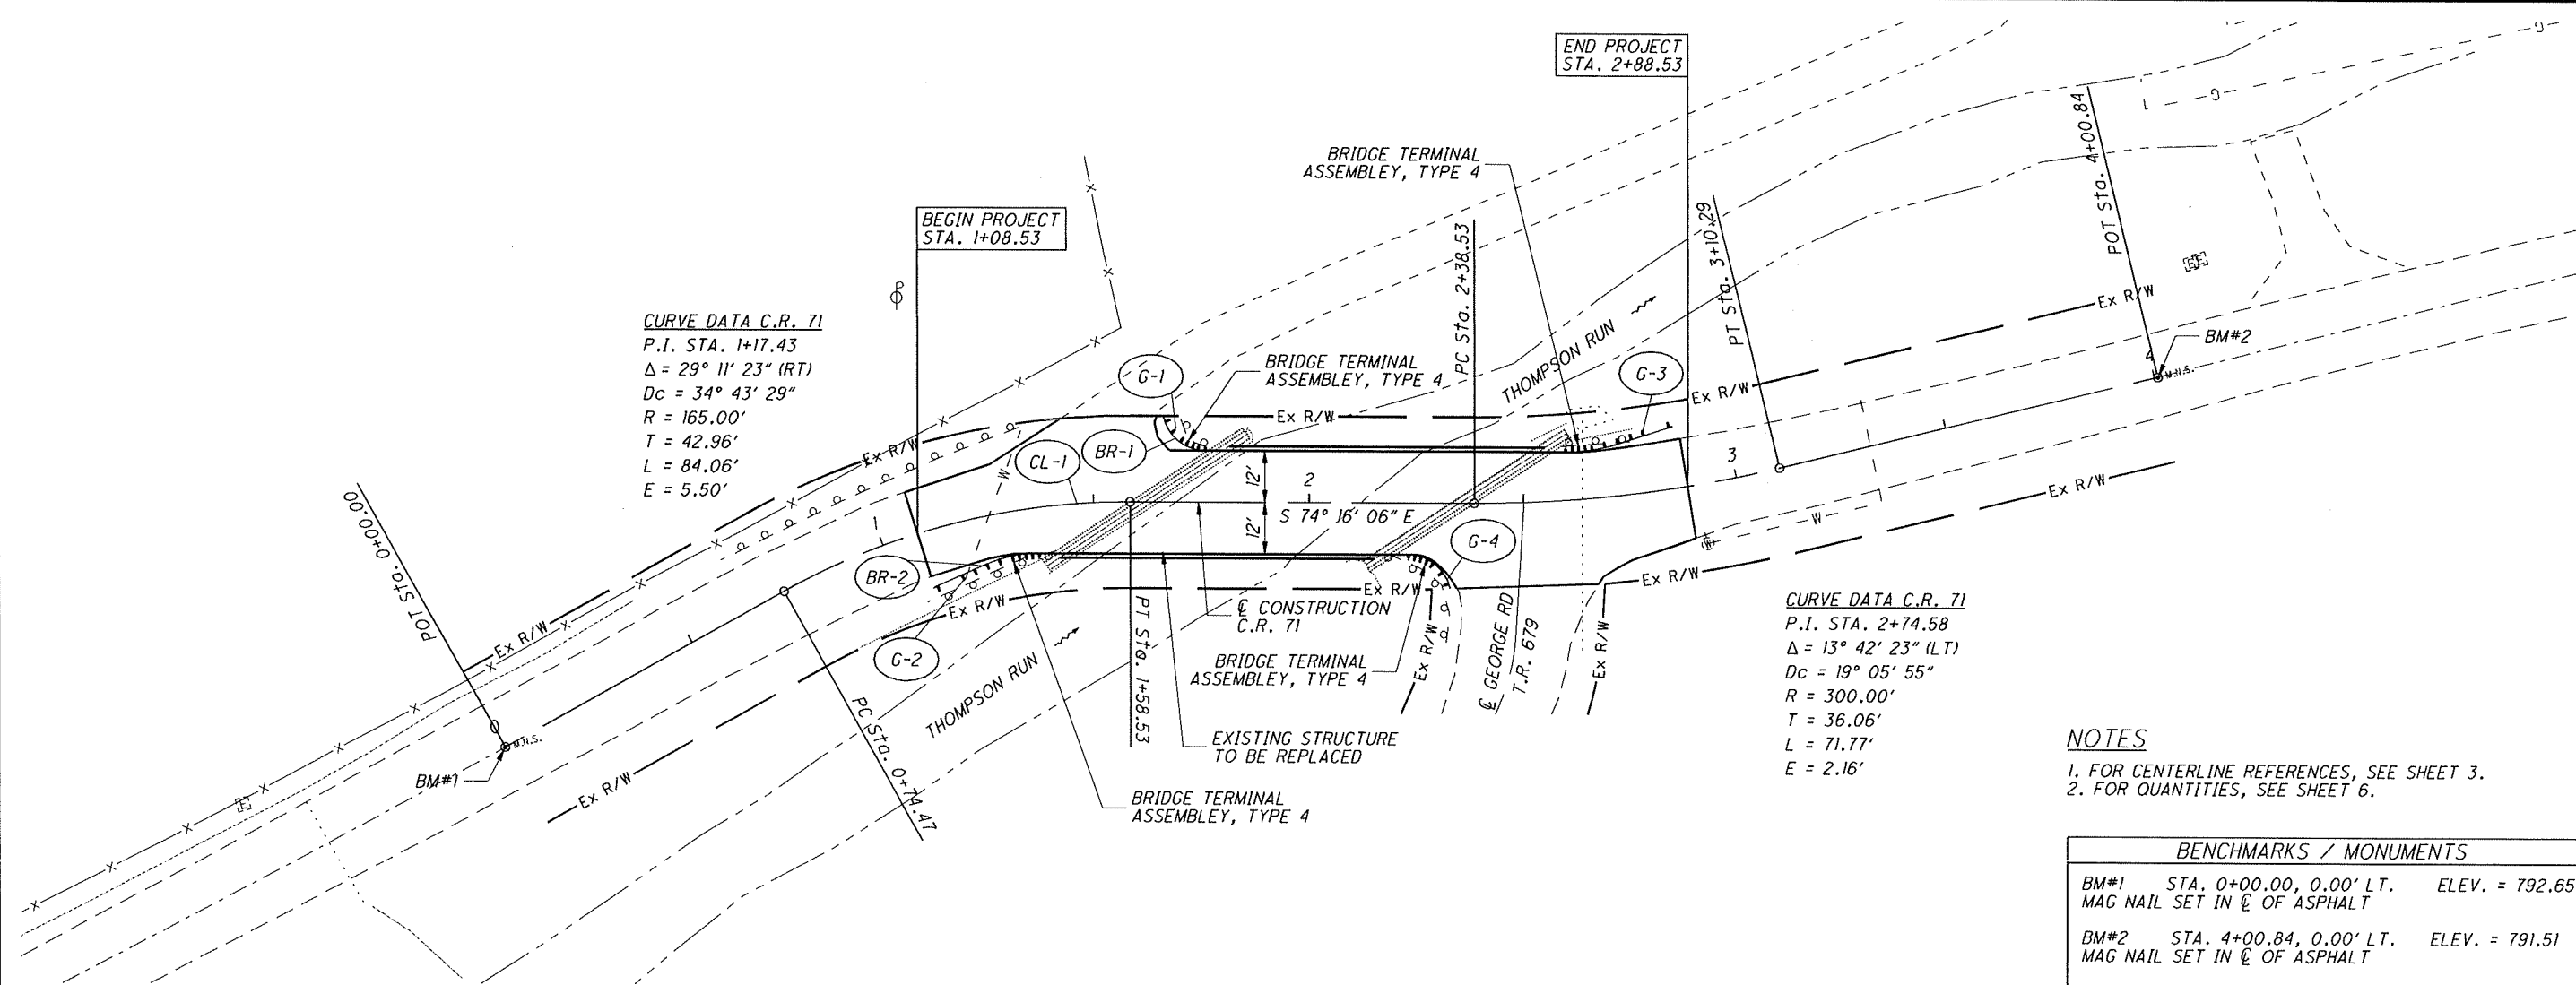 END PROJECT
STA. 2+88.53
BRIDGE TERMINAL
ASSEMBLEY, TYPE 4
BEGIN PROJECT
STA. 1+08.53
POT Sta. 4+00.84
PT Sta. 3+10.29
PC Sta. 2+38.53
CURVE DATA C.R. 71
P.I. STA. 1+17.43
Δ = 29° 11' 23" (RT)
Dc = 34° 43' 29"
R = 165.00'
T = 42.96'
L = 84.06'
E = 5.50'
THOMPSON RUN
Ex R/W
BM#2
4
M.N.S.
G-1
BRIDGE TERMINAL
ASSEMBLEY, TYPE 4
G-3
Ex R/W
Ex R/W
Ex R/W
CL-1
BR-1
12'
2
3
S 74° 16' 06" E
12'
Ex R/W
W
W
G-4
BR-2
POT Sta. 0+00.00
Ex R/W
Ex R/W
Ex R/W
℄ CONSTRUCTION
C.R. 71
G-2
Ex R/W
THOMPSON RUN
PT Sta. 1+58.53
BRIDGE TERMINAL
ASSEMBLEY, TYPE 4
Ex R/W
℄ GEORGE RD
T.R. 679
Ex R/W
CURVE DATA C.R. 71
P.I. STA. 2+74.58
Δ = 13° 42' 23" (LT)
Dc = 19° 05' 55"
R = 300.00'
T = 36.06'
L = 71.77'
E = 2.16'
0
M.N.S.
BM#1
PC Sta. 0+74.47
Ex R/W
EXISTING STRUCTURE
TO BE REPLACED
BRIDGE TERMINAL
ASSEMBLEY, TYPE 4
NOTES
1. FOR CENTERLINE REFERENCES, SEE SHEET 3.
2. FOR QUANTITIES, SEE SHEET 6.
BENCHMARKS / MONUMENTS
BM#1 STA. 0+00.00, 0.00' LT. ELEV. = 792.65
MAG NAIL SET IN ℄ OF ASPHALT
BM#2 STA. 4+00.84, 0.00' LT. ELEV. = 791.51
MAG NAIL SET IN ℄ OF ASPHALT